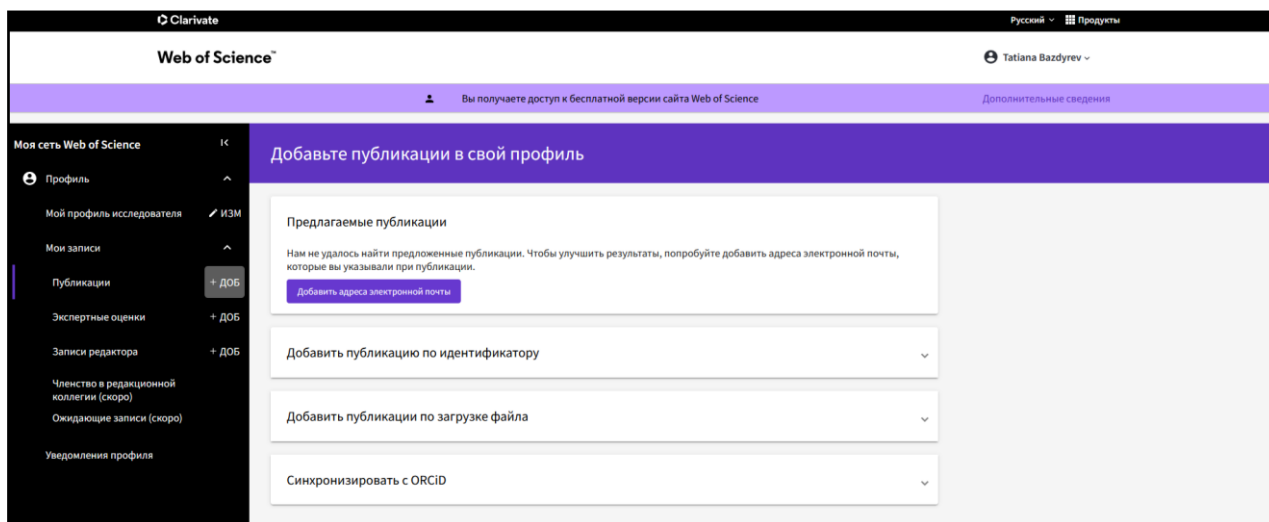 Clarivate
Русский
Продукты
Web of Science™
Tatiana Bazdyrev
Вы получаете доступ к бесплатной версии сайта Web of Science
Дополнительные сведения
Моя сеть Web of Science
Профиль
Мой профиль исследователя
ИЗМ
Мои записи
Публикации
+ ДОБ
Экспертные оценки
+ ДОБ
Записи редактора
+ ДОБ
Членство в редакционной
коллегии (скоро)
Ожидающие записи (скоро)
Уведомления профиля
Добавьте публикации в свой профиль
Предлагаемые публикации
Нам не удалось найти предложенные публикации. Чтобы улучшить результаты, попробуйте добавить адреса электронной почты,
которые вы указывали при публикации.
Добавить адреса электронной почты
Добавить публикацию по идентификатору
Добавить публикации по загрузке файла
Синхронизировать с ORCiD